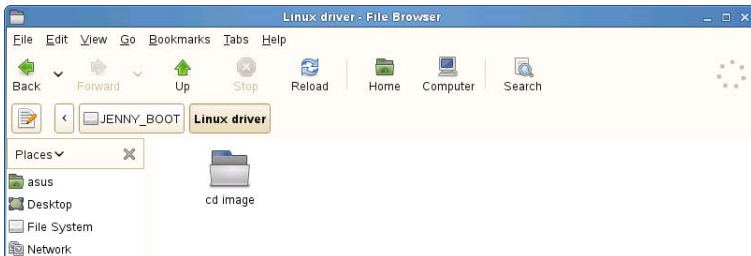 Linux driver - File Browser
File Edit View Go Bookmarks Tabs Help
Back Forward Up Stop Reload Home Computer Search
JENNY_BOOT Linux driver
Places
asus
Desktop
File System
Network
cd image